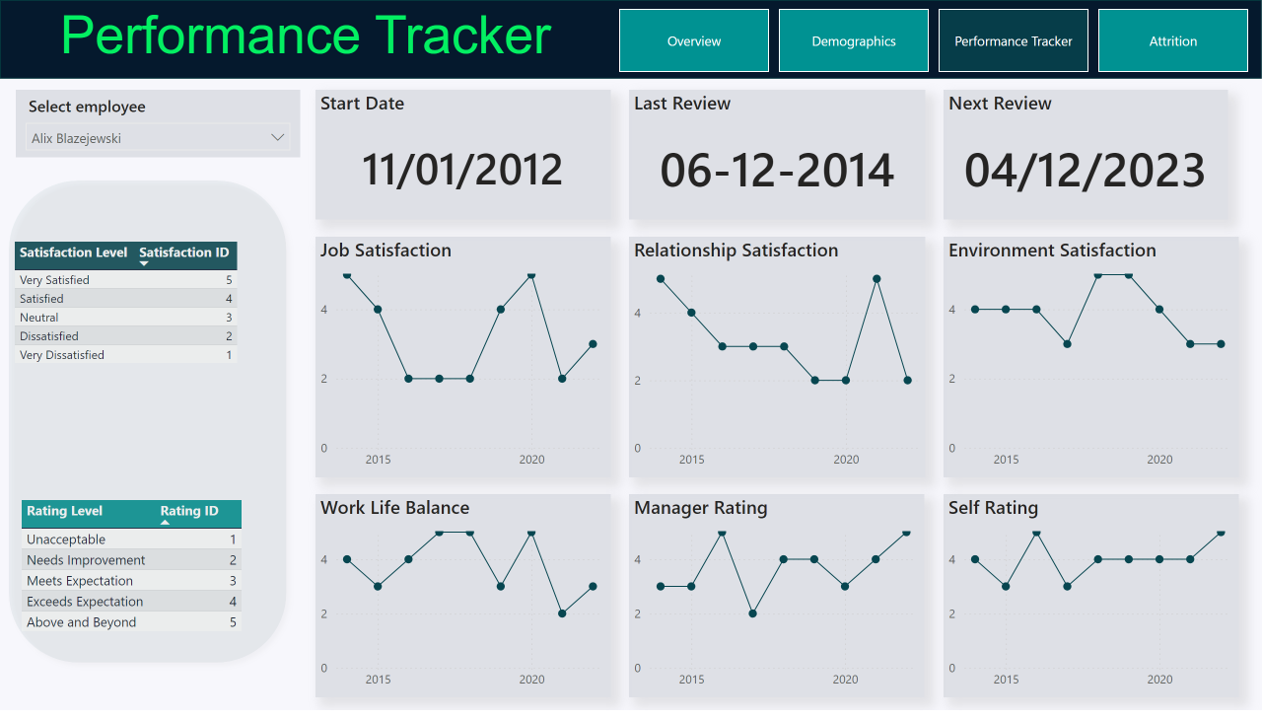 Performance Tracker
Overview
Demographics
Performance Tracker
Attrition
Select employee
Alix Blazejewski
Start Date
11/01/2012
Last Review
06-12-2014
Next Review
04/12/2023
Satisfaction Level Satisfaction ID
Very Satisfied 5
Satisfied 4
Neutral 3
Dissatisfied 2
Very Dissatisfied 1
Rating Level Rating ID
Unacceptable 1
Needs Improvement 2
Meets Expectation 3
Exceeds Expectation 4
Above and Beyond 5
Job Satisfaction
4
2
0
2015 2020
Relationship Satisfaction
4
2
0
2015 2020
Environment Satisfaction
4
2
0
2015 2020
Work Life Balance
4
2
0
2015 2020
Manager Rating
4
2
0
2015 2020
Self Rating
4
2
0
2015 2020